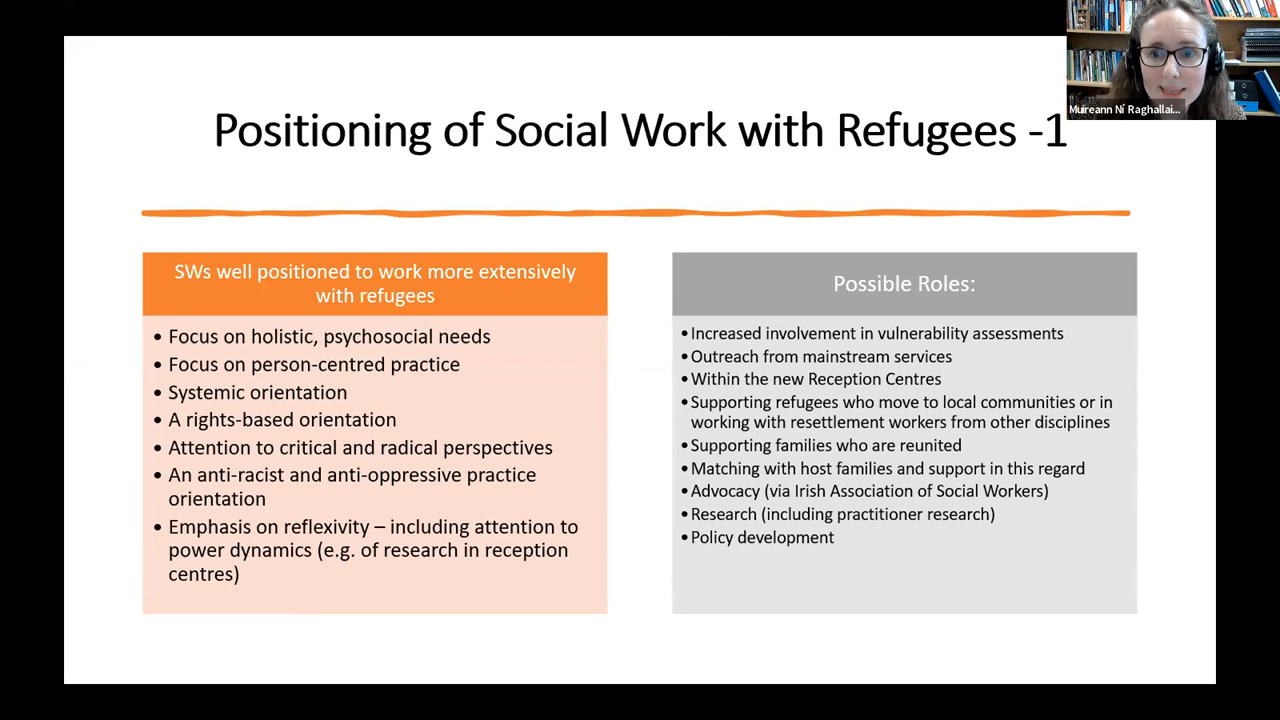 Muireann Ní Raghallai...
Positioning of Social Work with Refugees -1
SWs well positioned to work more extensively
with refugees
• Focus on holistic, psychosocial needs
• Focus on person-centred practice
• Systemic orientation
• A rights-based orientation
• Attention to critical and radical perspectives
• An anti-racist and anti-oppressive practice
orientation
• Emphasis on reflexivity – including attention to
power dynamics (e.g. of research in reception
centres)
Possible Roles:
•Increased involvement in vulnerability assessments
•Outreach from mainstream services
•Within the new Reception Centres
•Supporting refugees who move to local communities or in
working with resettlement workers from other disciplines
•Supporting families who are reunited
•Matching with host families and support in this regard
•Advocacy (via Irish Association of Social Workers)
•Research (including practitioner research)
•Policy development